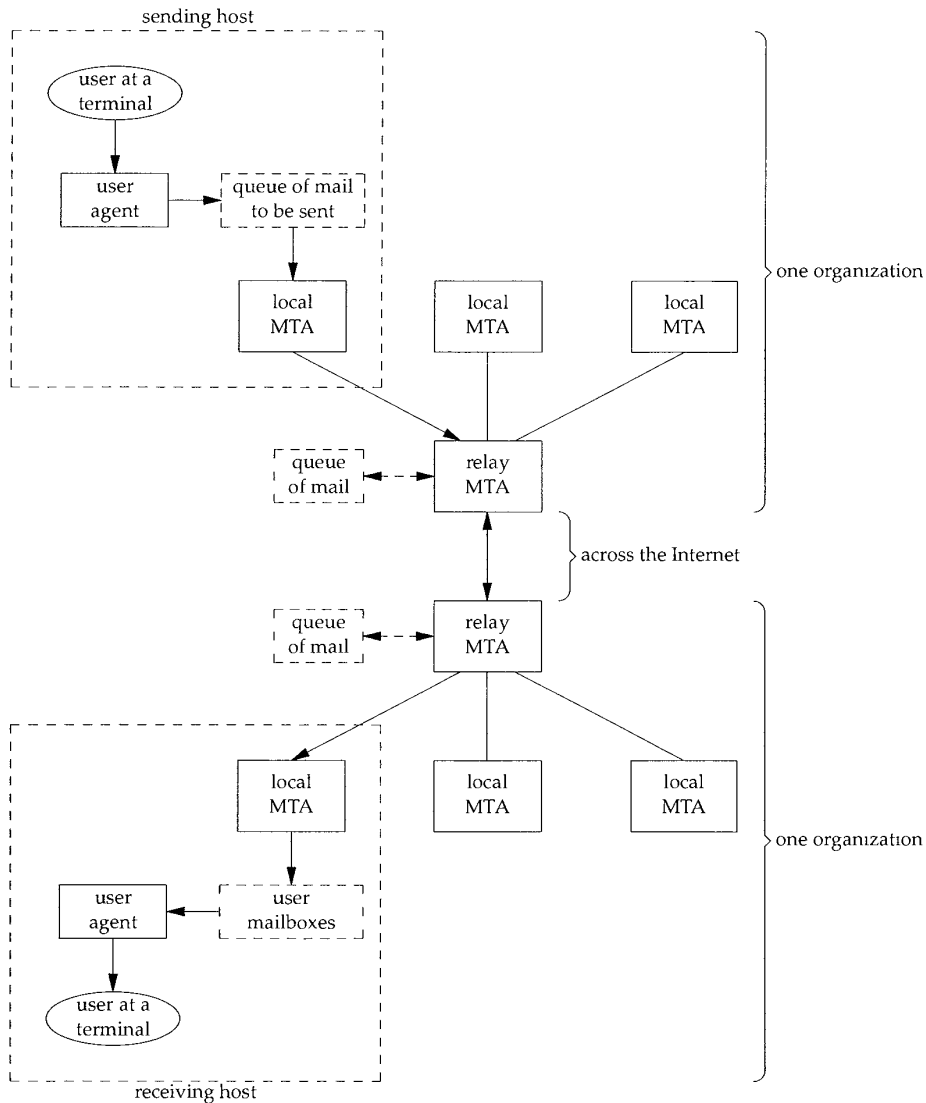 sending host
user at a
terminal
user
agent
queue of mail
to be sent
one organization
local
MTA
local
MTA
local
MTA
queue
of mail
relay
MTA
across the Internet
queue
of mail
relay
MTA
local
MTA
local
MTA
local
MTA
one organization
user
agent
user
mailboxes
user at a
terminal
receiving host